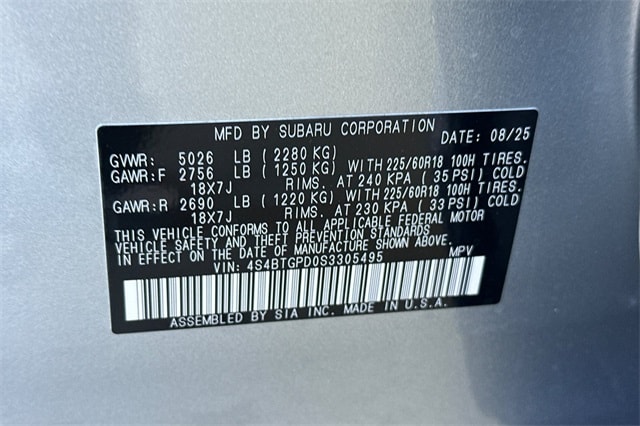 MFD BY SUBARU CORPORATION DATE: 08/25
GVWR: 5026 LB (2280 KG)
GAWR:F 2756 LB (1250 KG) WITH 225/60R18 100H TIRES.
18X7J RIMS. AT 240 KPA (35 PSI) COLD
GAWR:R 2690 LB (1220 KG) WITH 225/60R18 100H TIRES.
18X7J RIMS. AT 230 KPA (33 PSI) COLD
THIS VEHICLE CONFORMS TO ALL APPLICABLE FEDERAL MOTOR
VEHICLE SAFETY, BUMPER, AND THEFT PREVENTION STANDARDS
IN EFFECT ON THE DATE OF MANUFACTURE SHOWN ABOVE.
VIN: 4S4BTGPD0S3305495 MPV
ASSEMBLED BY SIA INC. MADE IN U.S.A.